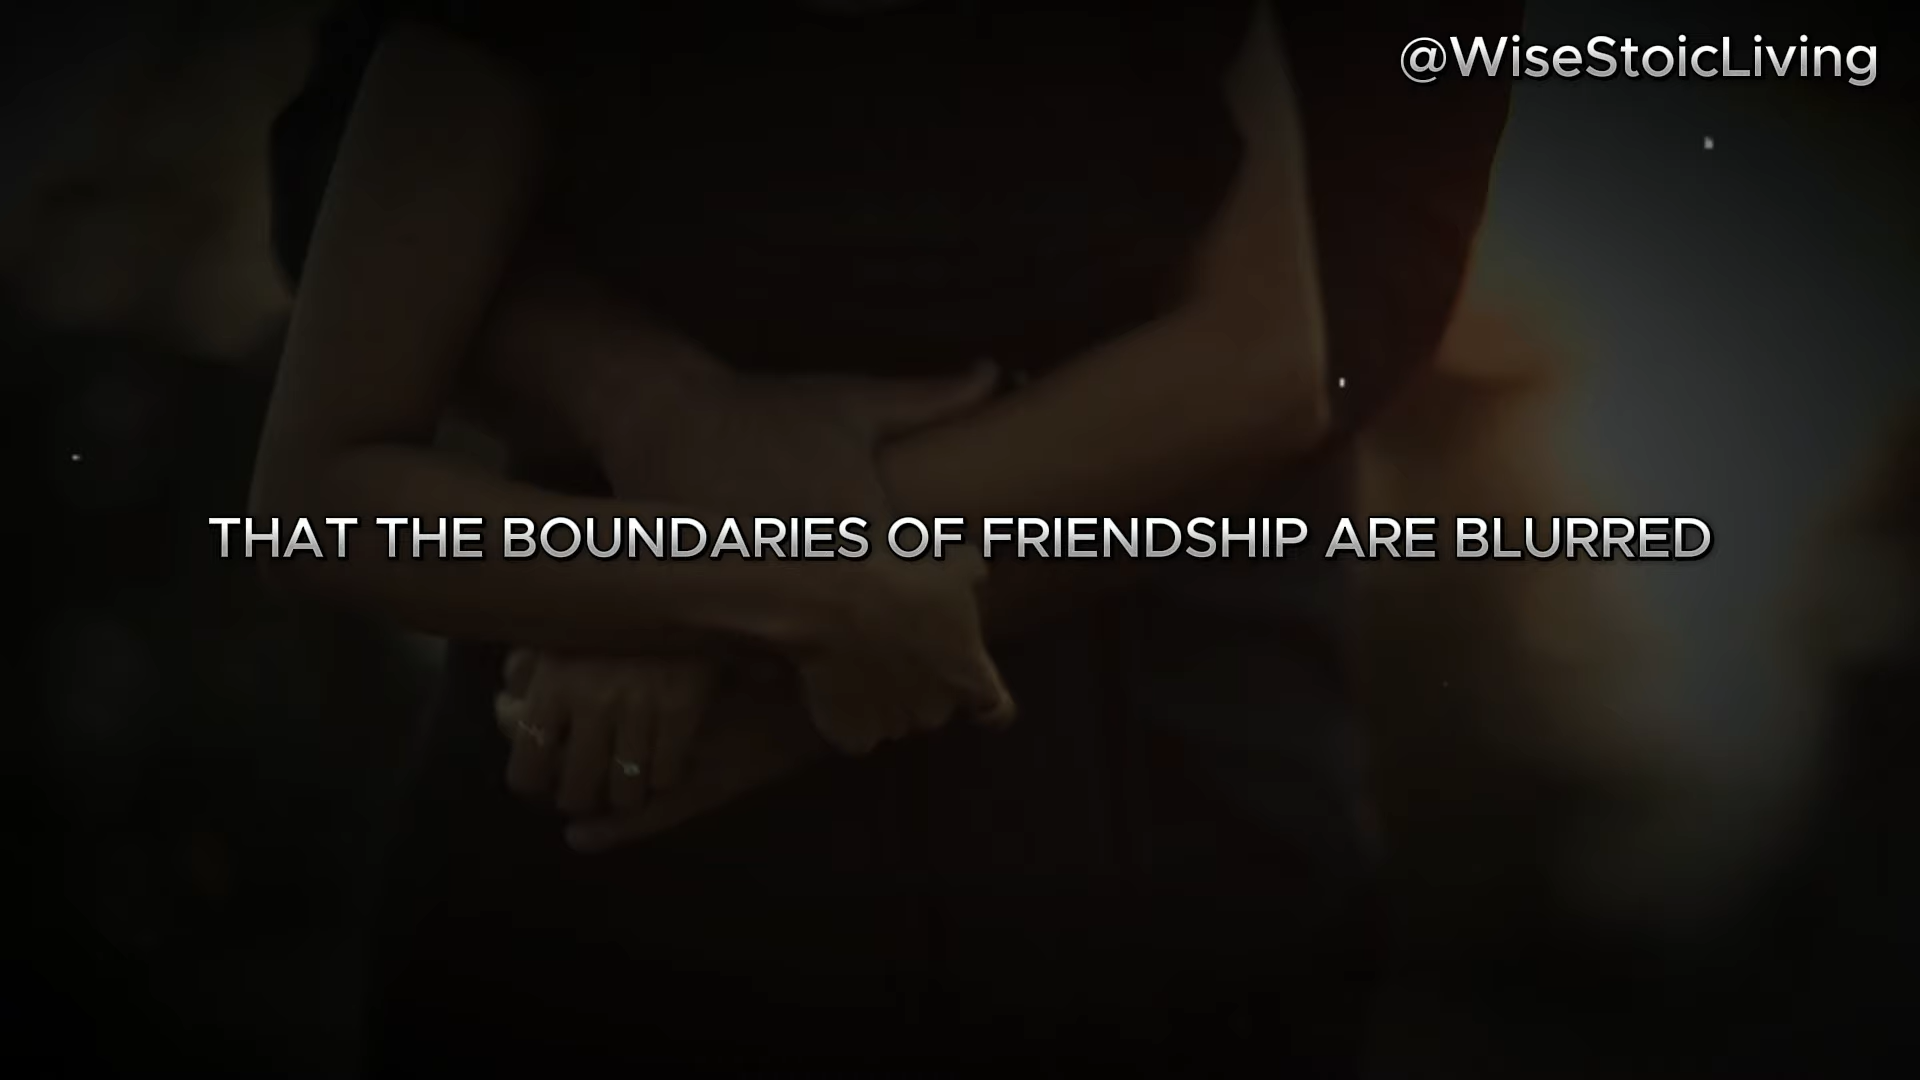 @WiseStoicLiving
THAT THE BOUNDARIES OF FRIENDSHIP ARE BLURRED